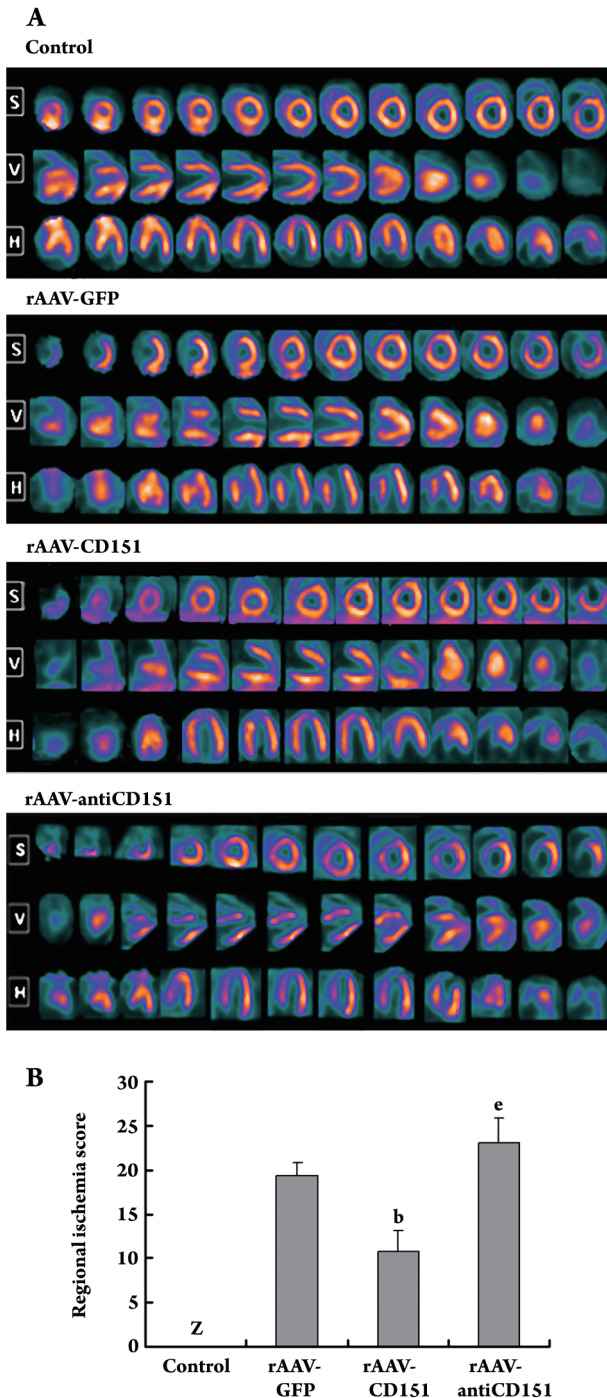 A
Control
S
V
H
rAAV-GFP
S
V
H
rAAV-CD151
S
V
H
rAAV-antiCD151
S
V
H
B
Regional ischemia score
30
25
20
15
10
5
0
Z
b
e
Control
rAAV-
GFP
rAAV-
CD151
rAAV-
antiCD151